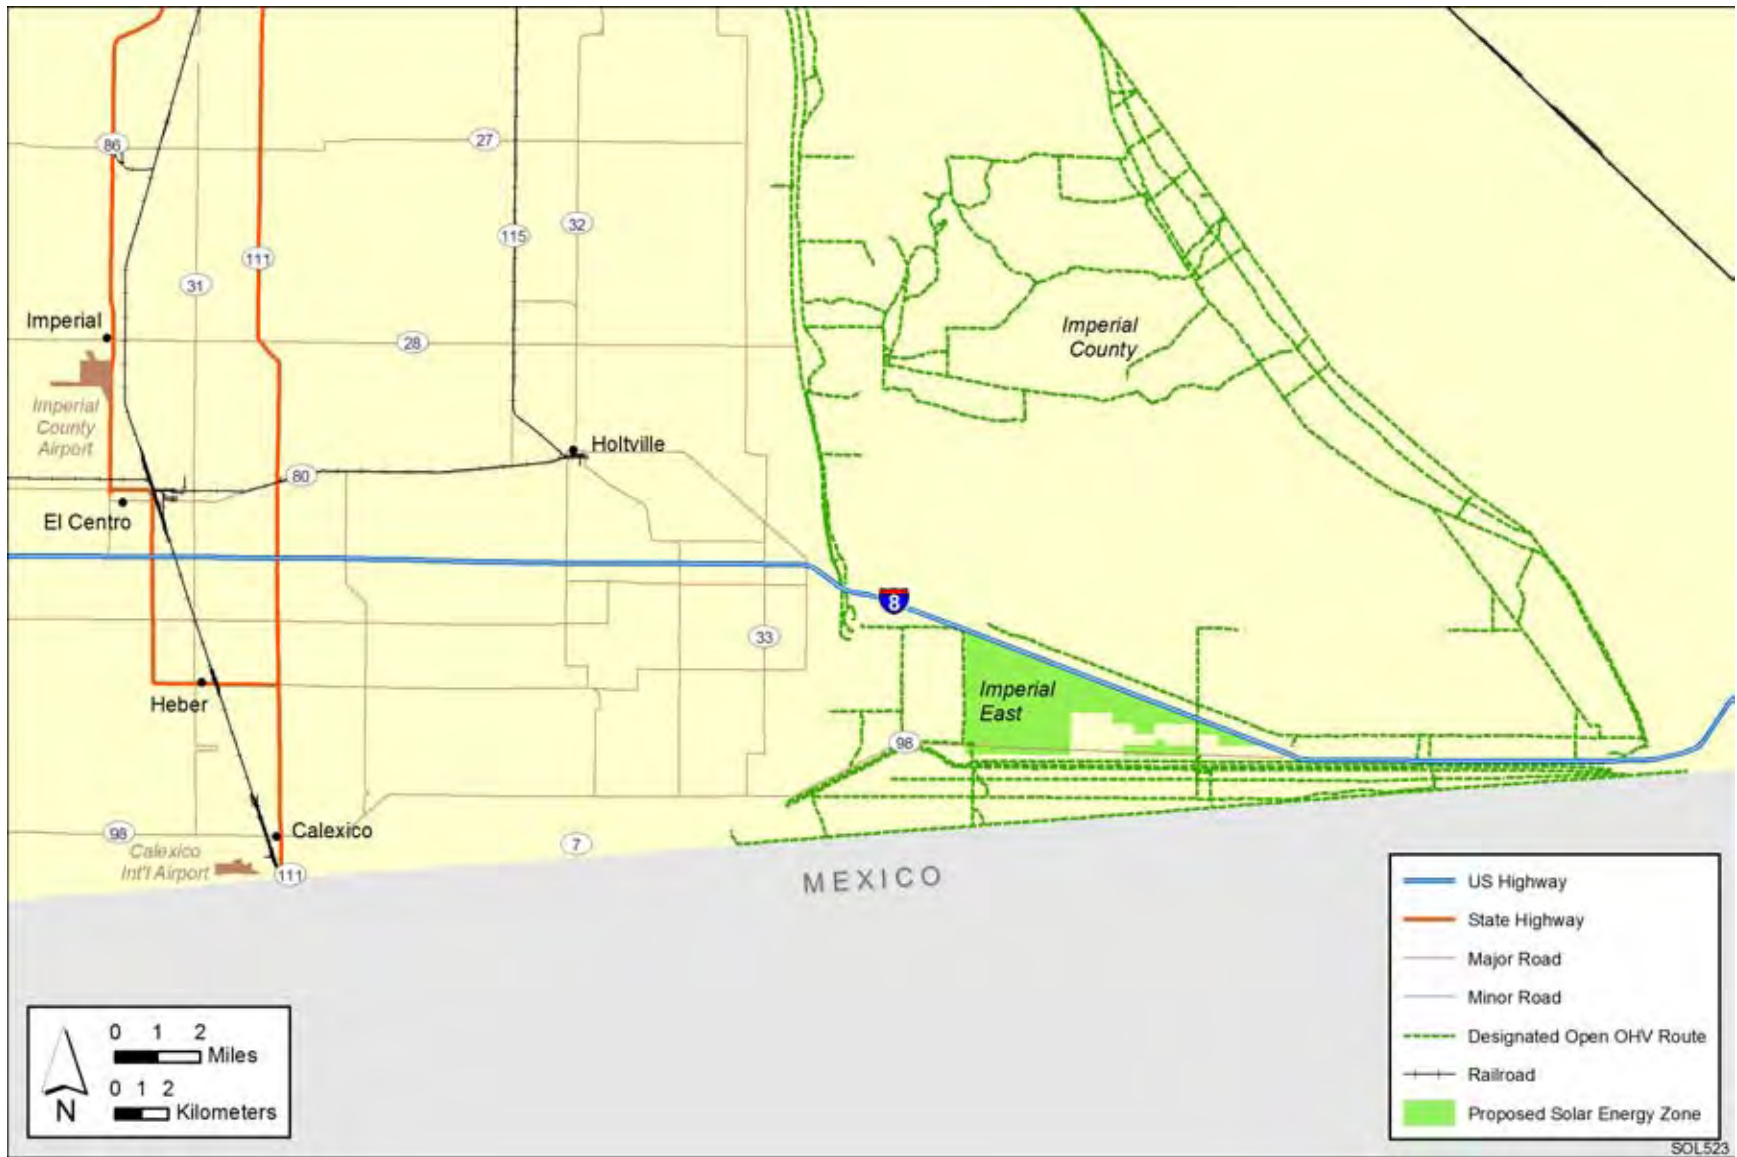 86
27
32
115
111
31
Imperial
28
Imperial
County
Imperial
County
Airport
Holtville
80
El Centro
8
33
Imperial
East
Heber
98
98
Calexico
7
Calexico
Int'l Airport
111
MEXICO
US Highway
State Highway
Major Road
Minor Road
Designated Open OHV Route
Railroad
Proposed Solar Energy Zone
0 1 2
Miles
0 1 2
Kilometers
N
SOL523